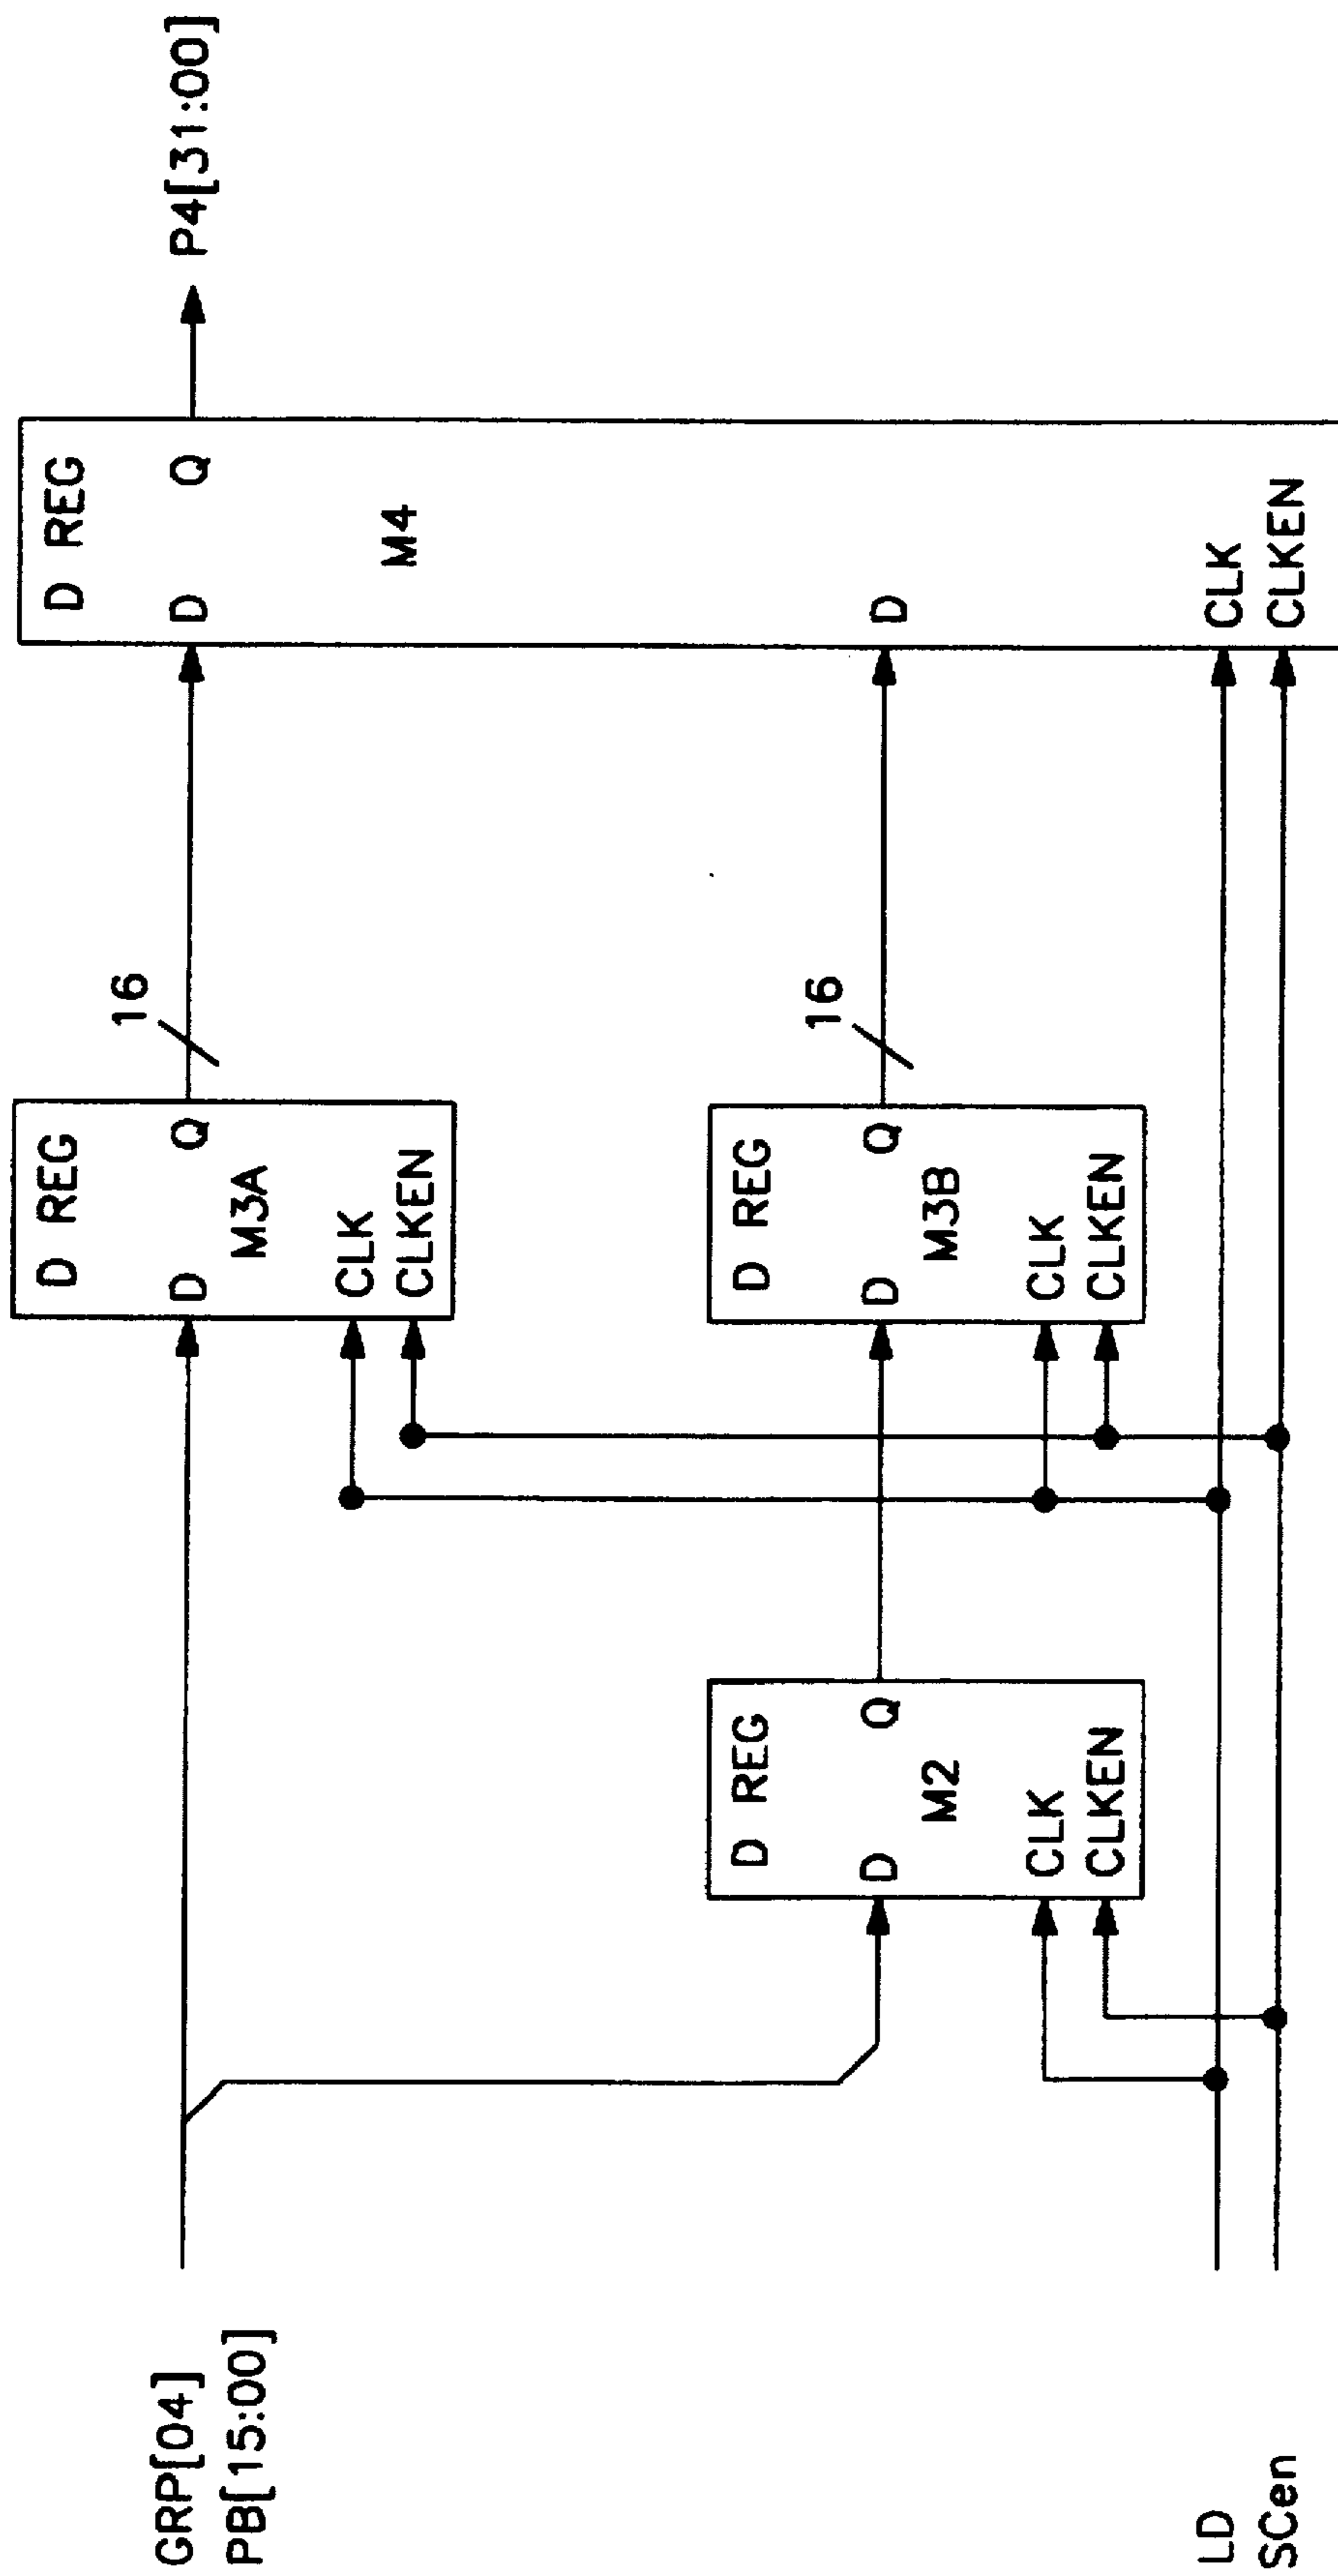 GRP[04]
PB[15:00]
LD
SCen
D REG
D Q
M2
CLK
CLKEN
D REG
D Q
M3A
CLK
CLKEN
16
D REG
D Q
M3B
CLK
CLKEN
16
D REG
D Q
M4
D
CLK
CLKEN
P4[31:00]